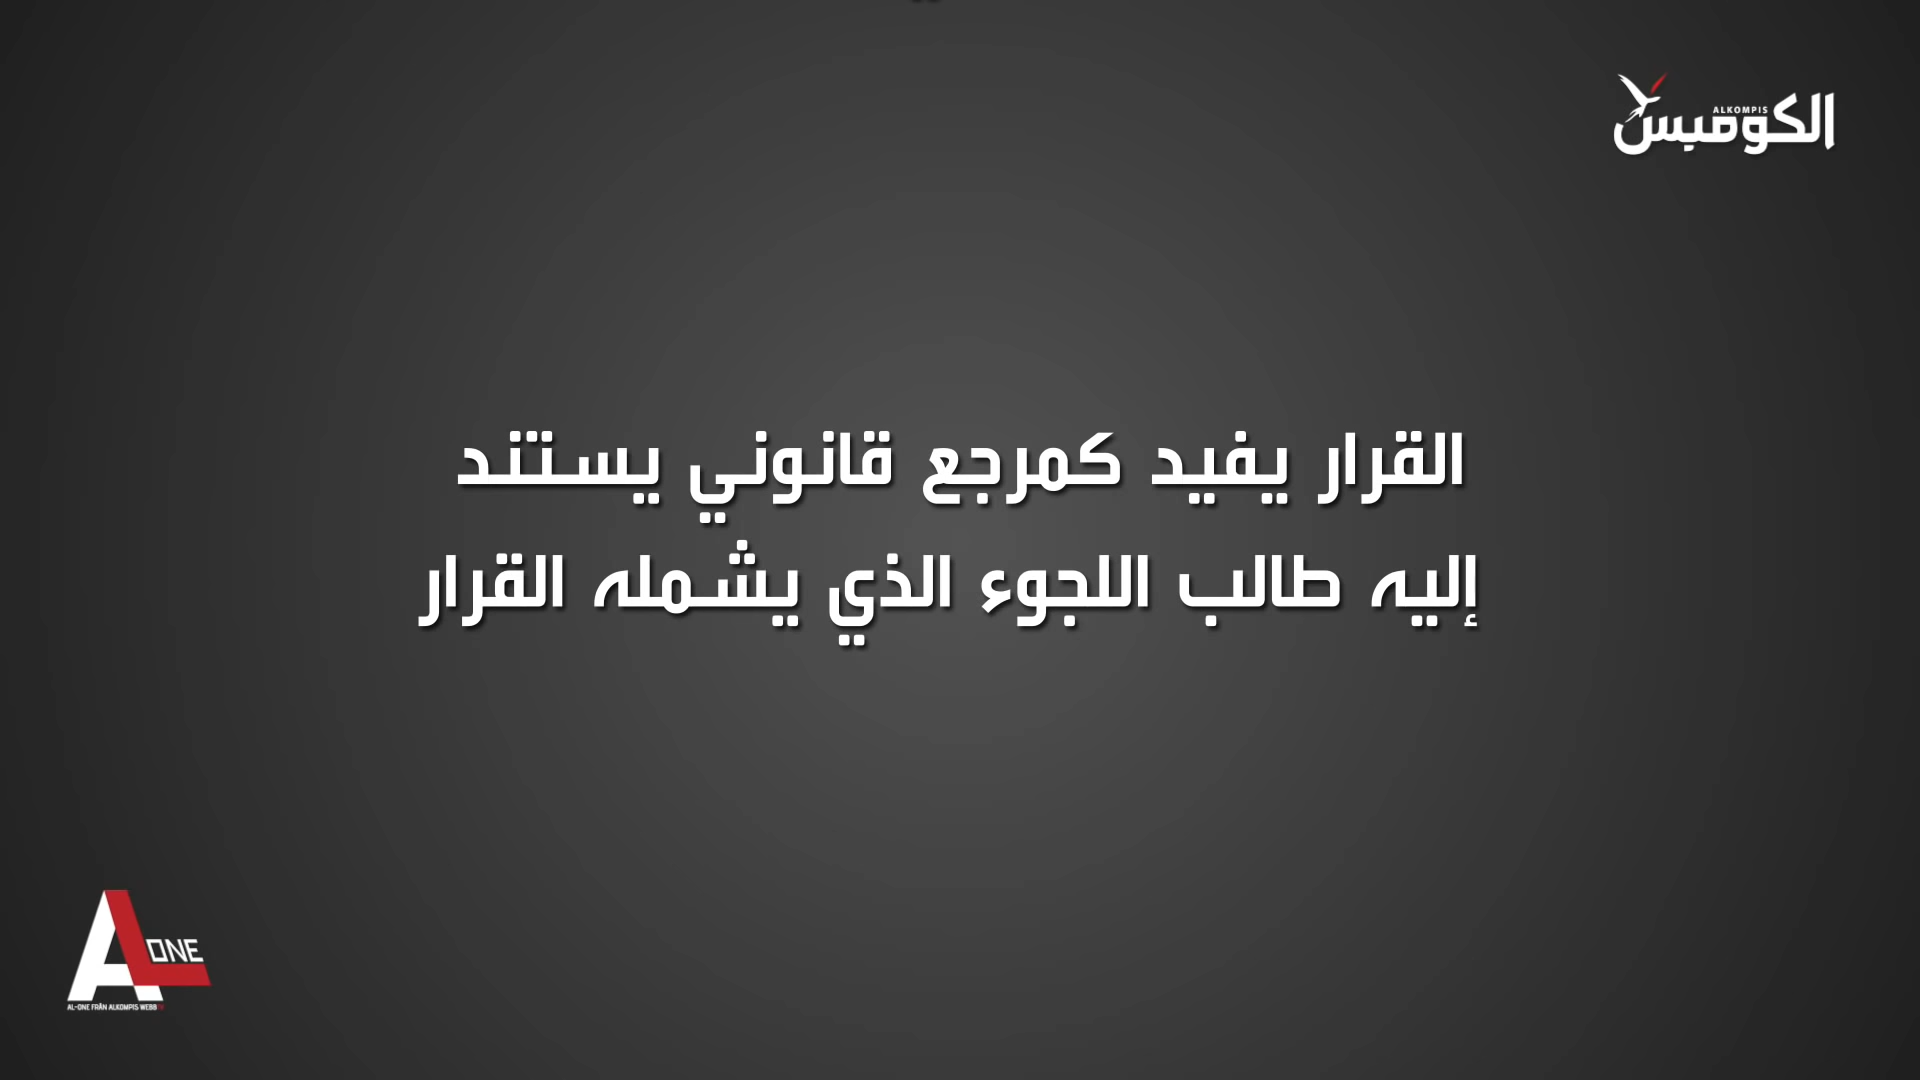 ALKOMPIS
الكومبس
القرار يفيد كمرجع قانوني يستند
إليه طالب اللجوء الذي يشمله القرار
AL ONE
AL-ONE FRÅN ALKOMPIS WEBB TV